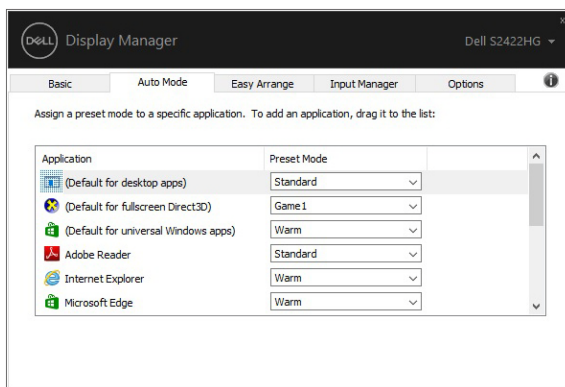 DELL Display Manager Dell S2422HG
Basic Auto Mode Easy Arrange Input Manager Options
Assign a preset mode to a specific application. To add an application, drag it to the list:
Application Preset Mode
(Default for desktop apps) Standard
(Default for fullscreen Direct3D) Game1
(Default for universal Windows apps) Warm
Adobe Reader Standard
Internet Explorer Warm
Microsoft Edge Warm